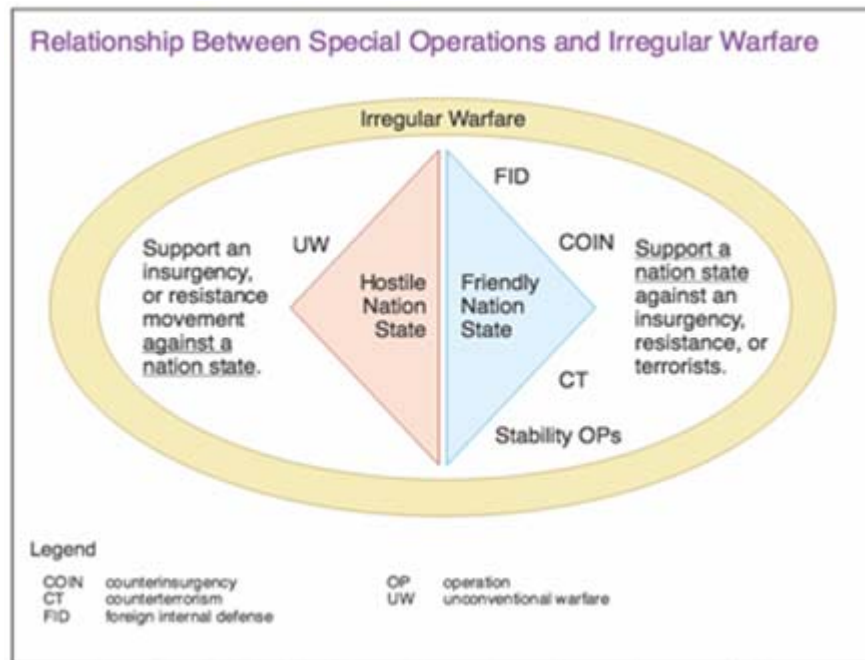 Relationship Between Special Operations and Irregular Warfare
Irregular Warfare
UW
Support an
insurgency,
or resistance
movement
against a
nation state.
Hostile
Nation
State
Friendly
Nation
State
FID
COIN
CT
Stability OPs
Support a
nation state
against an
insurgency,
resistance, or
terrorists.
Legend
COIN counterinsurgency
CT counterterrorism
FID foreign internal defense
OP operation
UW unconventional warfare